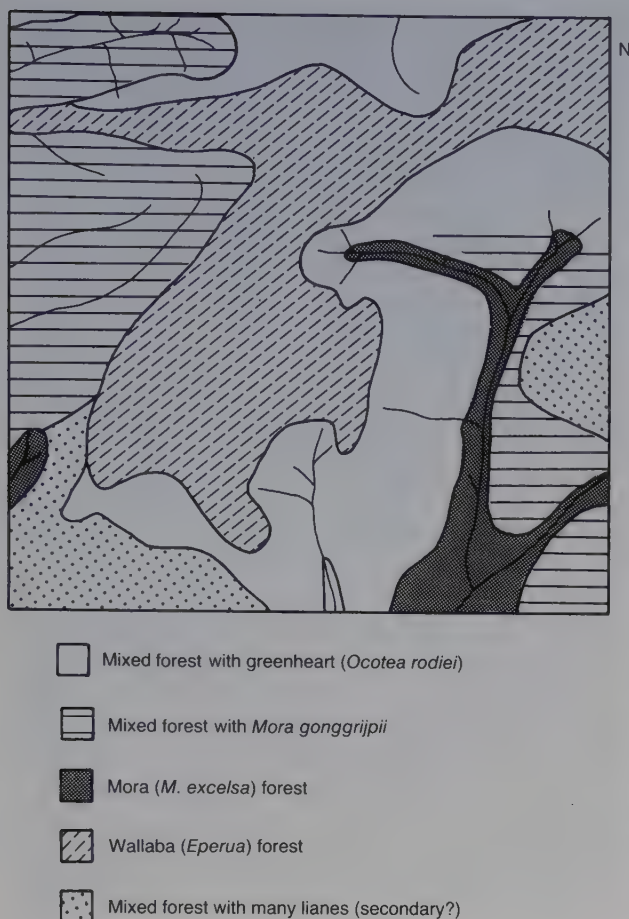 N
Mixed forest with greenheart (Ocotea rodiei)
Mixed forest with Mora gonggrijpii
Mora (M. excelsa) forest
Wallaba (Eperua) forest
Mixed forest with many lianes (secondary?)